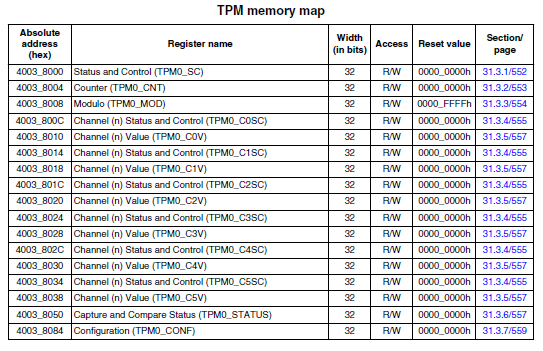 TPM memory map
Absolute address (hex) Register name Width (in bits) Access Reset value Section/ page
4003_8000 Status and Control (TPM0_SC) 32 R/W 0000_0000h 31.3.1/552
4003_8004 Counter (TPM0_CNT) 32 R/W 0000_0000h 31.3.2/553
4003_8008 Modulo (TPM0_MOD) 32 R/W 0000_FFFFh 31.3.3/554
4003_800C Channel (n) Status and Control (TPM0_C0SC) 32 R/W 0000_0000h 31.3.4/555
4003_8010 Channel (n) Value (TPM0_C0V) 32 R/W 0000_0000h 31.3.5/557
4003_8014 Channel (n) Status and Control (TPM0_C1SC) 32 R/W 0000_0000h 31.3.4/555
4003_8018 Channel (n) Value (TPM0_C1V) 32 R/W 0000_0000h 31.3.5/557
4003_801C Channel (n) Status and Control (TPM0_C2SC) 32 R/W 0000_0000h 31.3.4/555
4003_8020 Channel (n) Value (TPM0_C2V) 32 R/W 0000_0000h 31.3.5/557
4003_8024 Channel (n) Status and Control (TPM0_C3SC) 32 R/W 0000_0000h 31.3.4/555
4003_8028 Channel (n) Value (TPM0_C3V) 32 R/W 0000_0000h 31.3.5/557
4003_802C Channel (n) Status and Control (TPM0_C4SC) 32 R/W 0000_0000h 31.3.4/555
4003_8030 Channel (n) Value (TPM0_C4V) 32 R/W 0000_0000h 31.3.5/557
4003_8034 Channel (n) Status and Control (TPM0_C5SC) 32 R/W 0000_0000h 31.3.4/555
4003_8038 Channel (n) Value (TPM0_C5V) 32 R/W 0000_0000h 31.3.5/557
4003_8050 Capture and Compare Status (TPM0_STATUS) 32 R/W 0000_0000h 31.3.6/557
4003_8084 Configuration (TPM0_CONF) 32 R/W 0000_0000h 31.3.7/559